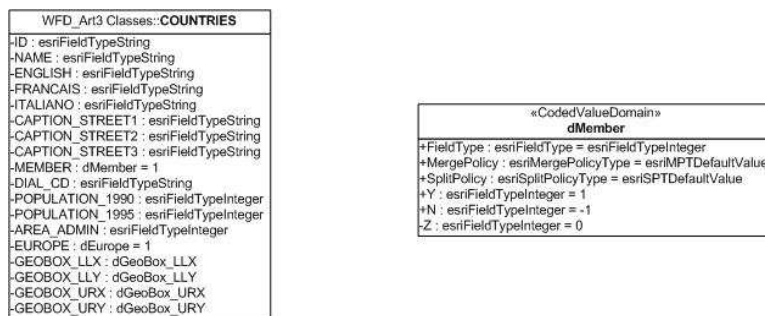 WFD_Art3 Classes::COUNTRIES
-ID : esriFieldTypeString
-NAME : esriFieldTypeString
-ENGLISH : esriFieldTypeString
-FRANCAIS : esriFieldTypeString
-ITALIANO : esriFieldTypeString
-CAPTION_STREET1 : esriFieldTypeString
-CAPTION_STREET2 : esriFieldTypeString
-CAPTION_STREET3 : esriFieldTypeString
-MEMBER : dMember = 1
-DIAL_CD : esriFieldTypeString
-POPULATION_1990 : esriFieldTypeInteger
-POPULATION_1995 : esriFieldTypeInteger
-AREA_ADMIN : esriFieldTypeInteger
-EUROPE : dEurope = 1
-GEOBOX_LLX : dGeoBox_LLX
-GEOBOX_LLY : dGeoBox_LLY
-GEOBOX_URX : dGeoBox_URX
-GEOBOX_URY : dGeoBox_URY
«CodedValueDomain»
dMember
+FieldType : esriFieldType = esriFieldTypeInteger
+MergePolicy : esriMergePolicyType = esriMPTDefaultValue
+SplitPolicy : esriSplitPolicyType = esriSPTDefaultValue
+Y : esriFieldTypeInteger = 1
+N : esriFieldTypeInteger = -1
-Z : esriFieldTypeInteger = 0